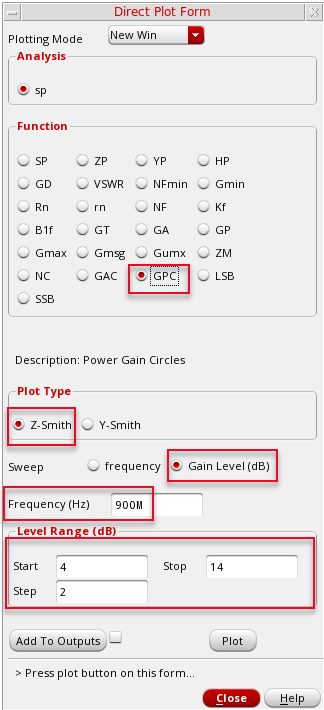 Direct Plot Form
Plotting Mode New Win
Analysis
sp
Function
SP ZP YP HP
GD VSWR NFmin Gmin
Rn rn NF Kf
B1f GT GA GP
Gmax Gmsg Gumx ZM
NC GAC GPC LSB
SSB
Description: Power Gain Circles
Plot Type
Z-Smith Y-Smith
Sweep frequency Gain Level (dB)
Frequency (Hz) 900M
Level Range (dB)
Start 4 Stop 14
Step 2
Add To Outputs Plot
> Press plot button on this form...
Close Help